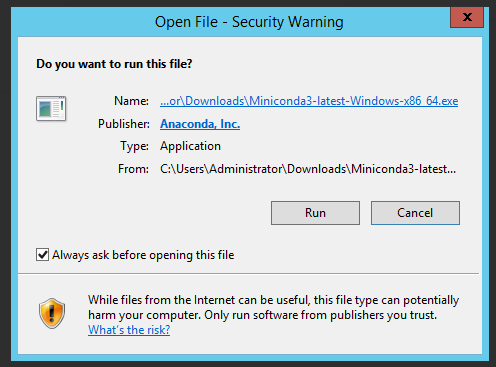 Open File - Security Warning
x
Do you want to run this file?
Name: ...or\Downloads\Miniconda3-latest-Windows-x86_64.exe
Publisher: Anaconda, Inc.
Type: Application
From: C:\Users\Administrator\Downloads\Miniconda3-latest...
Run Cancel
Always ask before opening this file
While files from the Internet can be useful, this file type can potentially
harm your computer. Only run software from publishers you trust.
What's the risk?